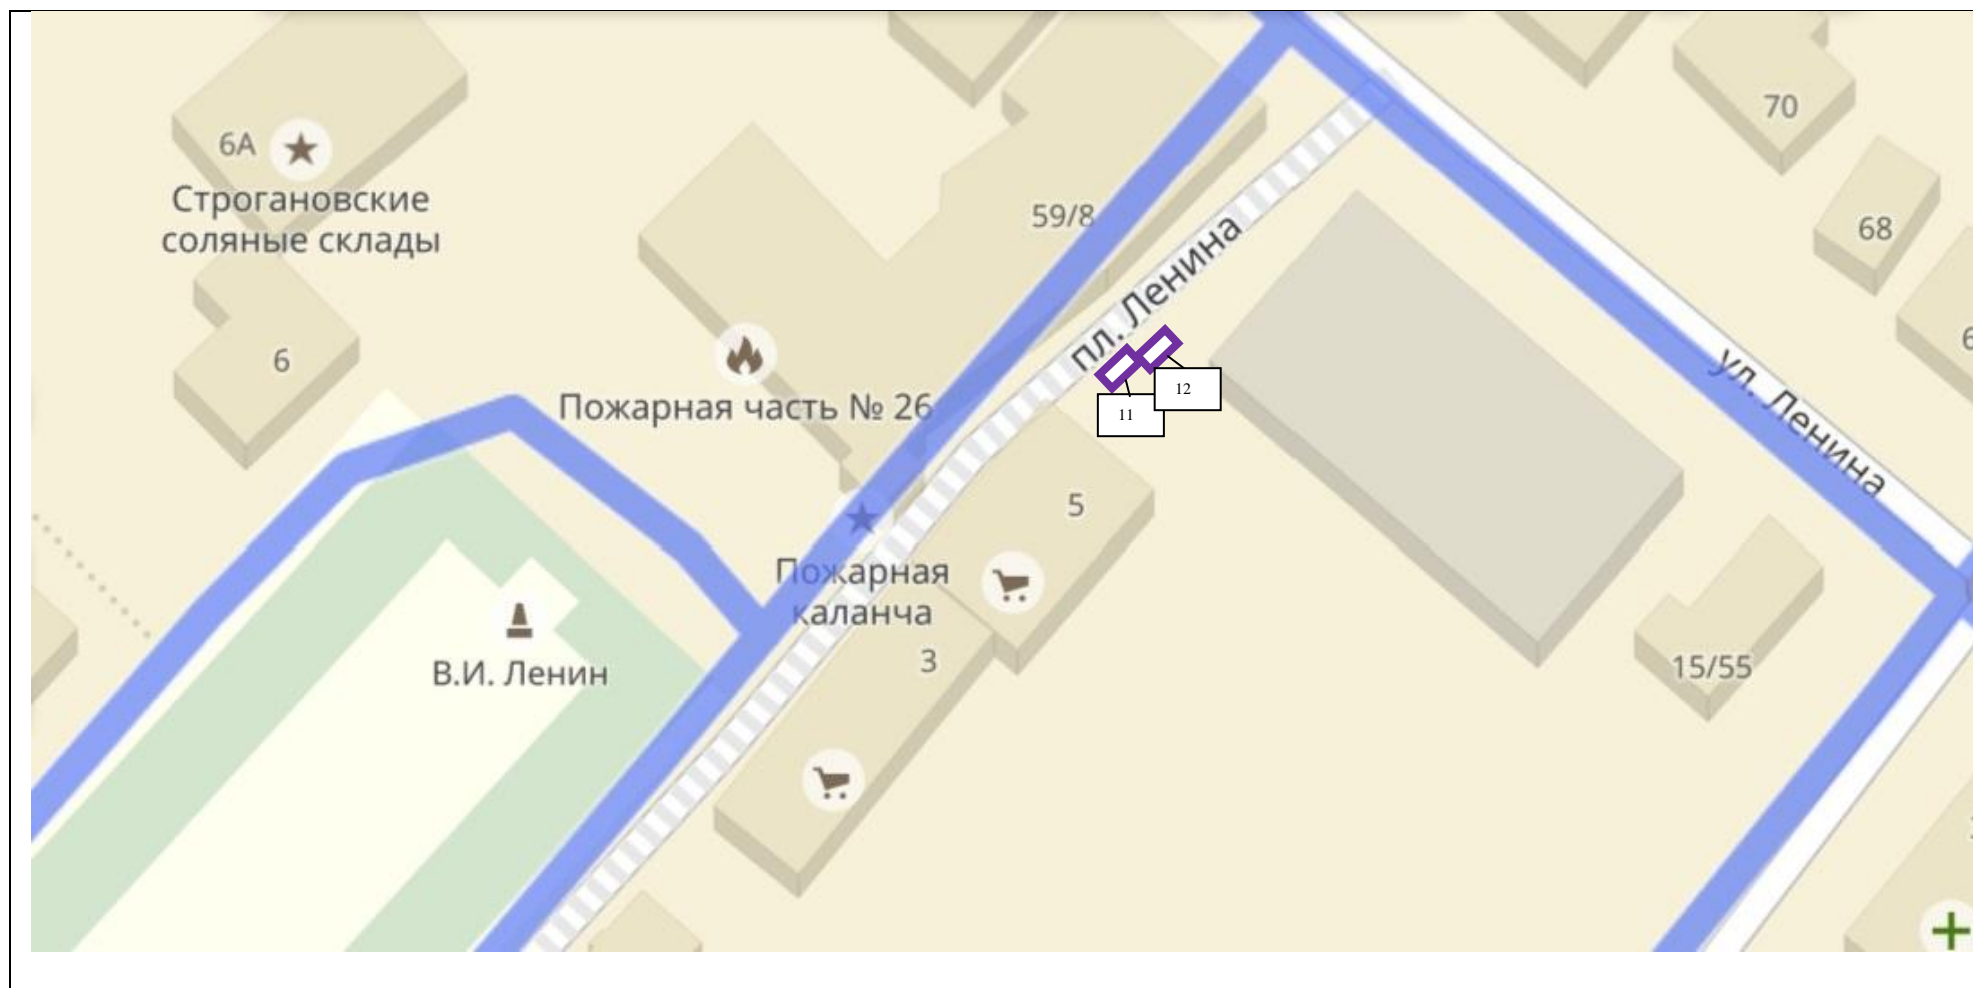 70
6А
Строгановские
соляные склады
59/8
68
пл. Ленина
6
12
11
ул. Ленина
Пожарная часть № 26
5
Пожарная
каланча
3
В.И. Ленин
15/55